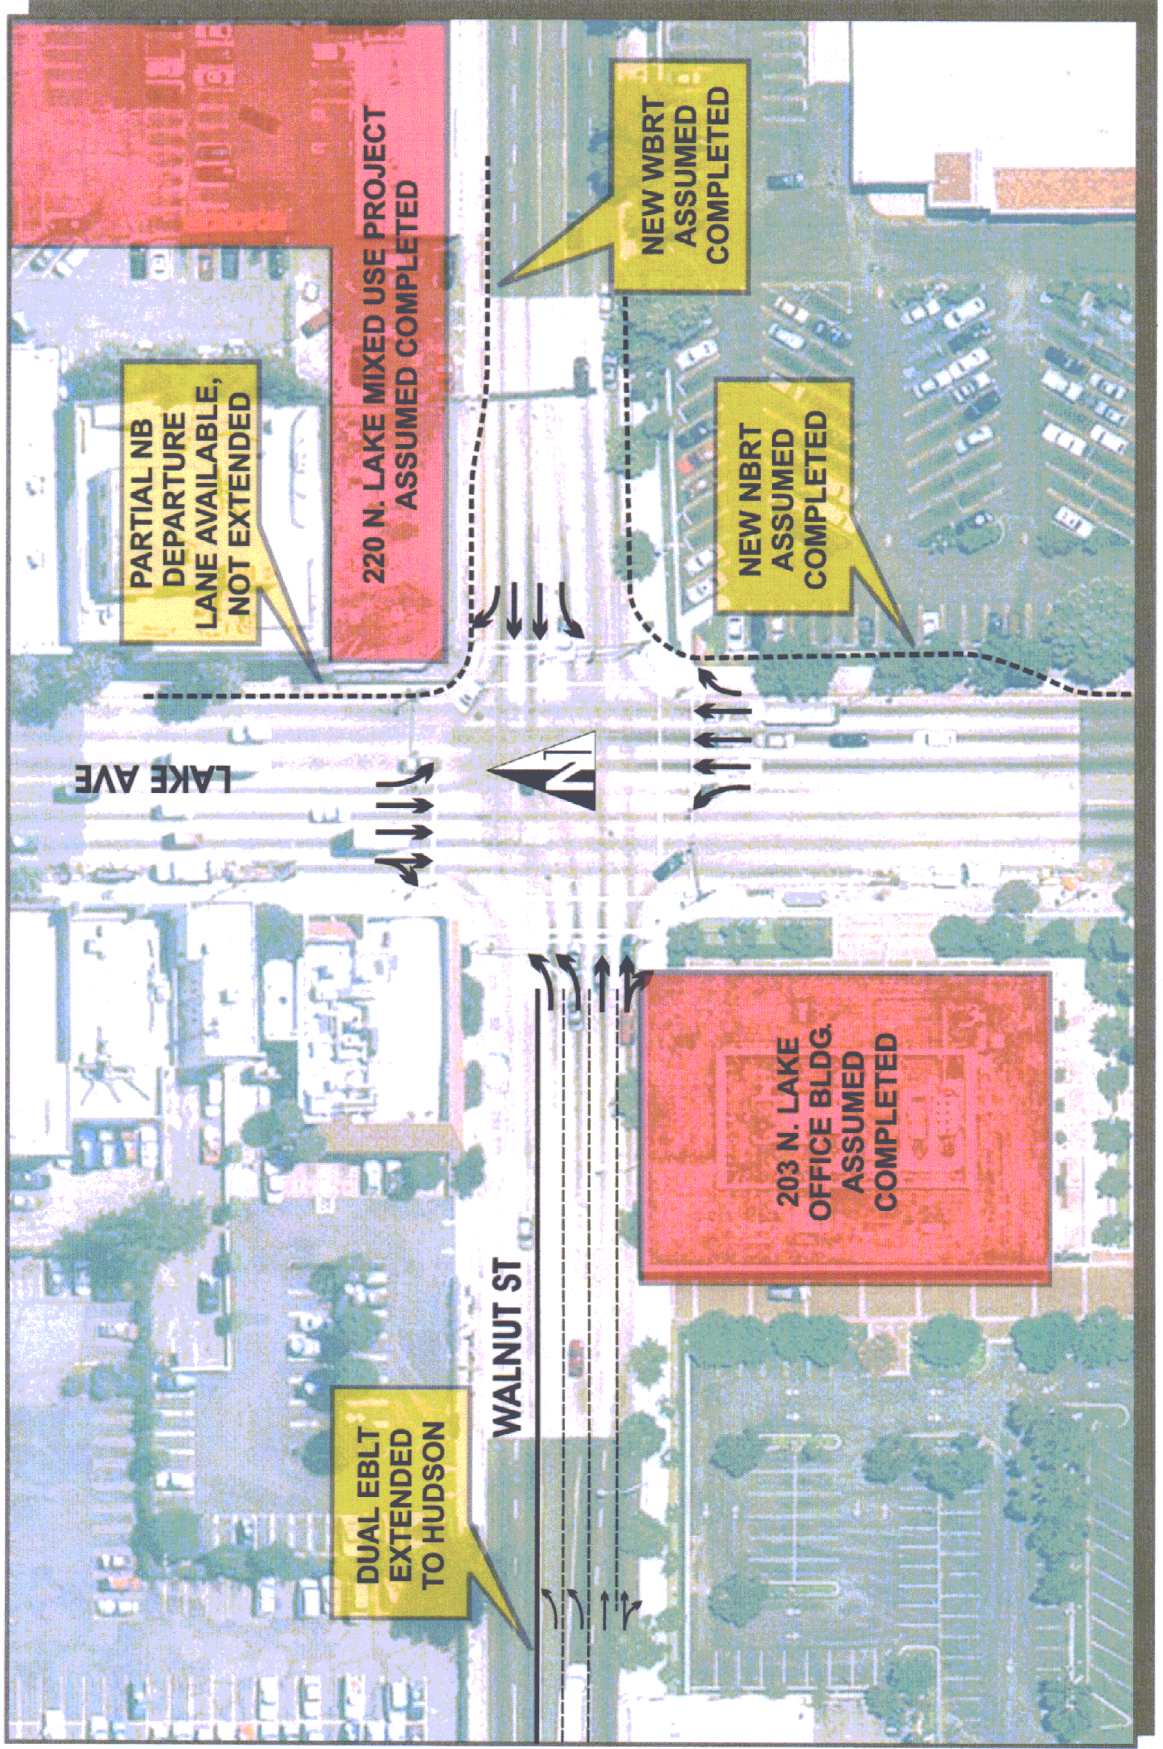 PARTIAL NB
DEPARTURE
LANE AVAILABLE,
NOT EXTENDED
220 N. LAKE MIXED USE PROJECT
ASSUMED COMPLETED
NEW WBRT
ASSUMED
COMPLETED
NEW NBRT
ASSUMED
COMPLETED
LAKE AVE
N
WALNUT ST
203 N. LAKE
OFFICE BLDG.
ASSUMED
COMPLETED
DUAL EBLT
EXTENDED
TO HUDSON